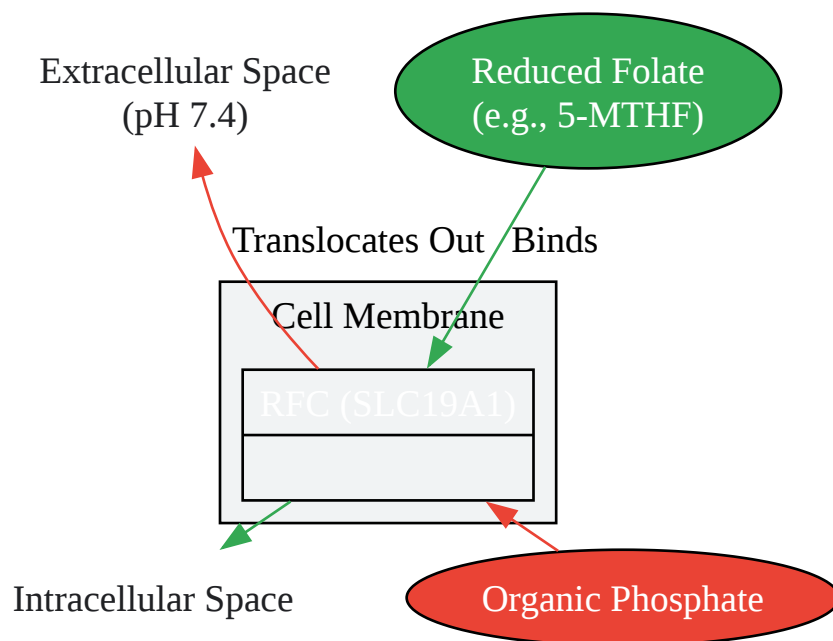 Extracellular Space
(pH 7.4)
Reduced Folate
(e.g., 5-MTHF)
Translocates Out
Binds
Cell Membrane
RFC (SLC19A1)
Intracellular Space
Organic Phosphate